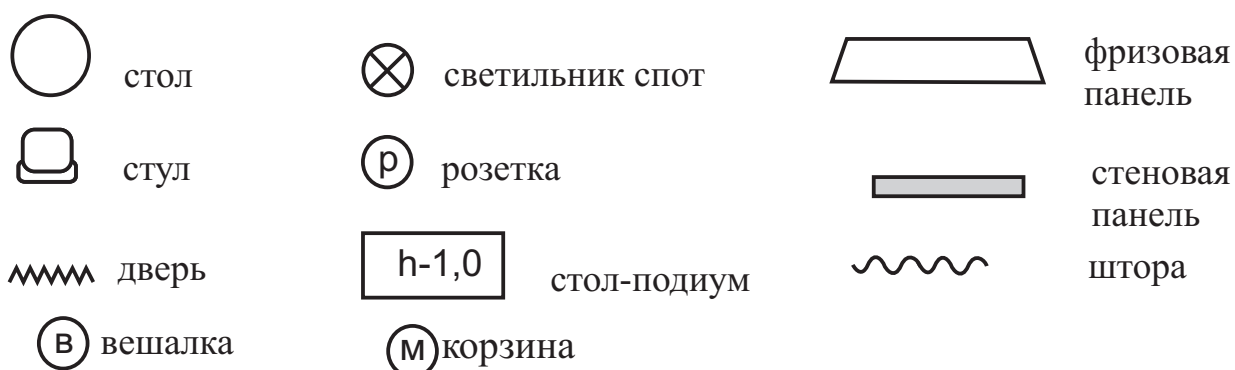 стол
светильник спот
фризовая
панель
стул
р
розетка
стеновая
панель
дверь
h-1,0
стол-подиум
штора
в
вешалка
м
корзина